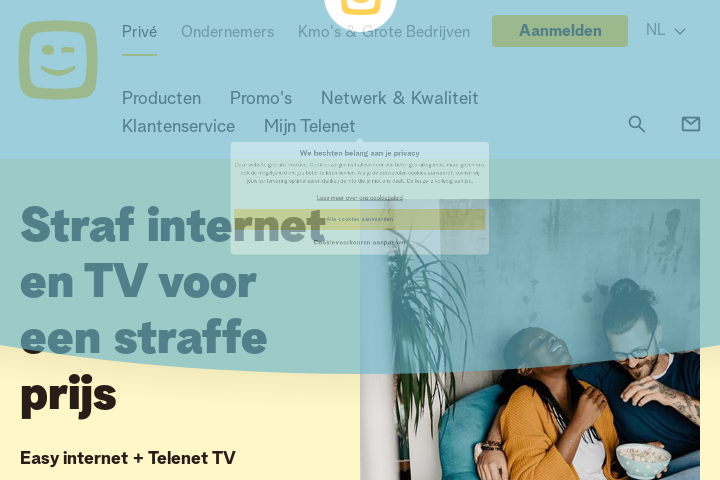 Privé
Ondernemers
Kmo's & Grote Bedrijven
Aanmelden
NL
Producten
Promo's
Netwerk & Kwaliteit
Klantenservice
Mijn Telenet
We hechten belang aan je privacy
Lees meer over ons cookiebeleid
Alle cookies aanvaarden
Cookievoorkeuren aanpassen
Straf internet
en TV voor
een straffe
prijs
Easy internet + Telenet TV